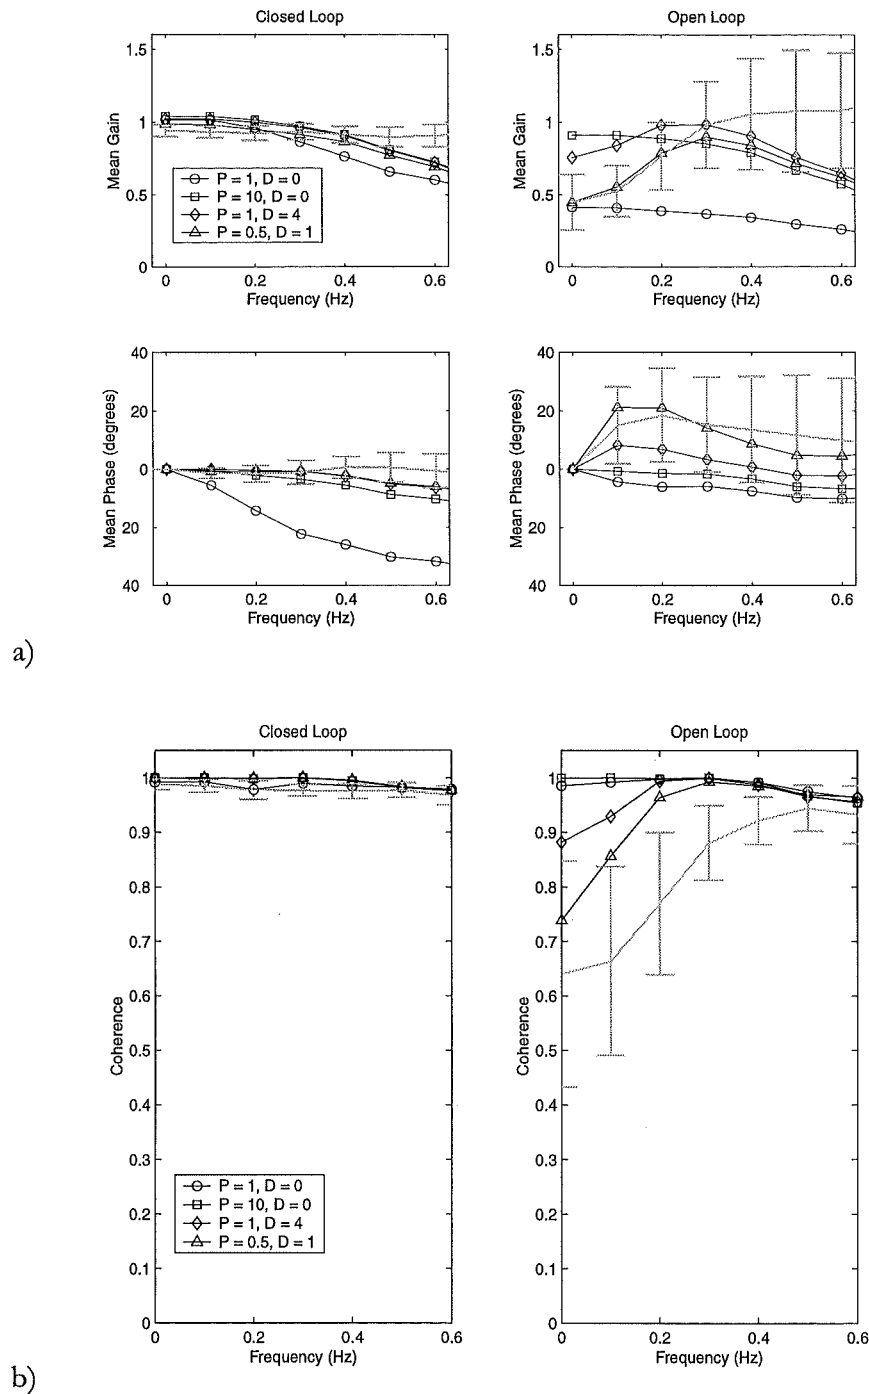 Closed Loop
Open Loop
1.5
1
0.5
0
Mean Gain
P = 1, D = 0
P = 10, D = 0
P = 1, D = 4
P = 0.5, D = 1
0 0.2 0.4 0.6
Frequency (Hz)
1.5
1
0.5
0
Mean Gain
0 0.2 0.4 0.6
Frequency (Hz)
40
20
0
20
40
Mean Phase (degrees)
0 0.2 0.4 0.6
Frequency (Hz)
40
20
0
20
40
Mean Phase (degrees)
0 0.2 0.4 0.6
Frequency (Hz)
a)
Closed Loop
Open Loop
1
0.9
0.8
0.7
0.6
0.5
0.4
0.3
0.2
0.1
0
Coherence
P = 1, D = 0
P = 10, D = 0
P = 1, D = 4
P = 0.5, D = 1
0 0.2 0.4 0.6
Frequency (Hz)
1
0.9
0.8
0.7
0.6
0.5
0.4
0.3
0.2
0.1
0
Coherence
0 0.2 0.4 0.6
Frequency (Hz)
b)